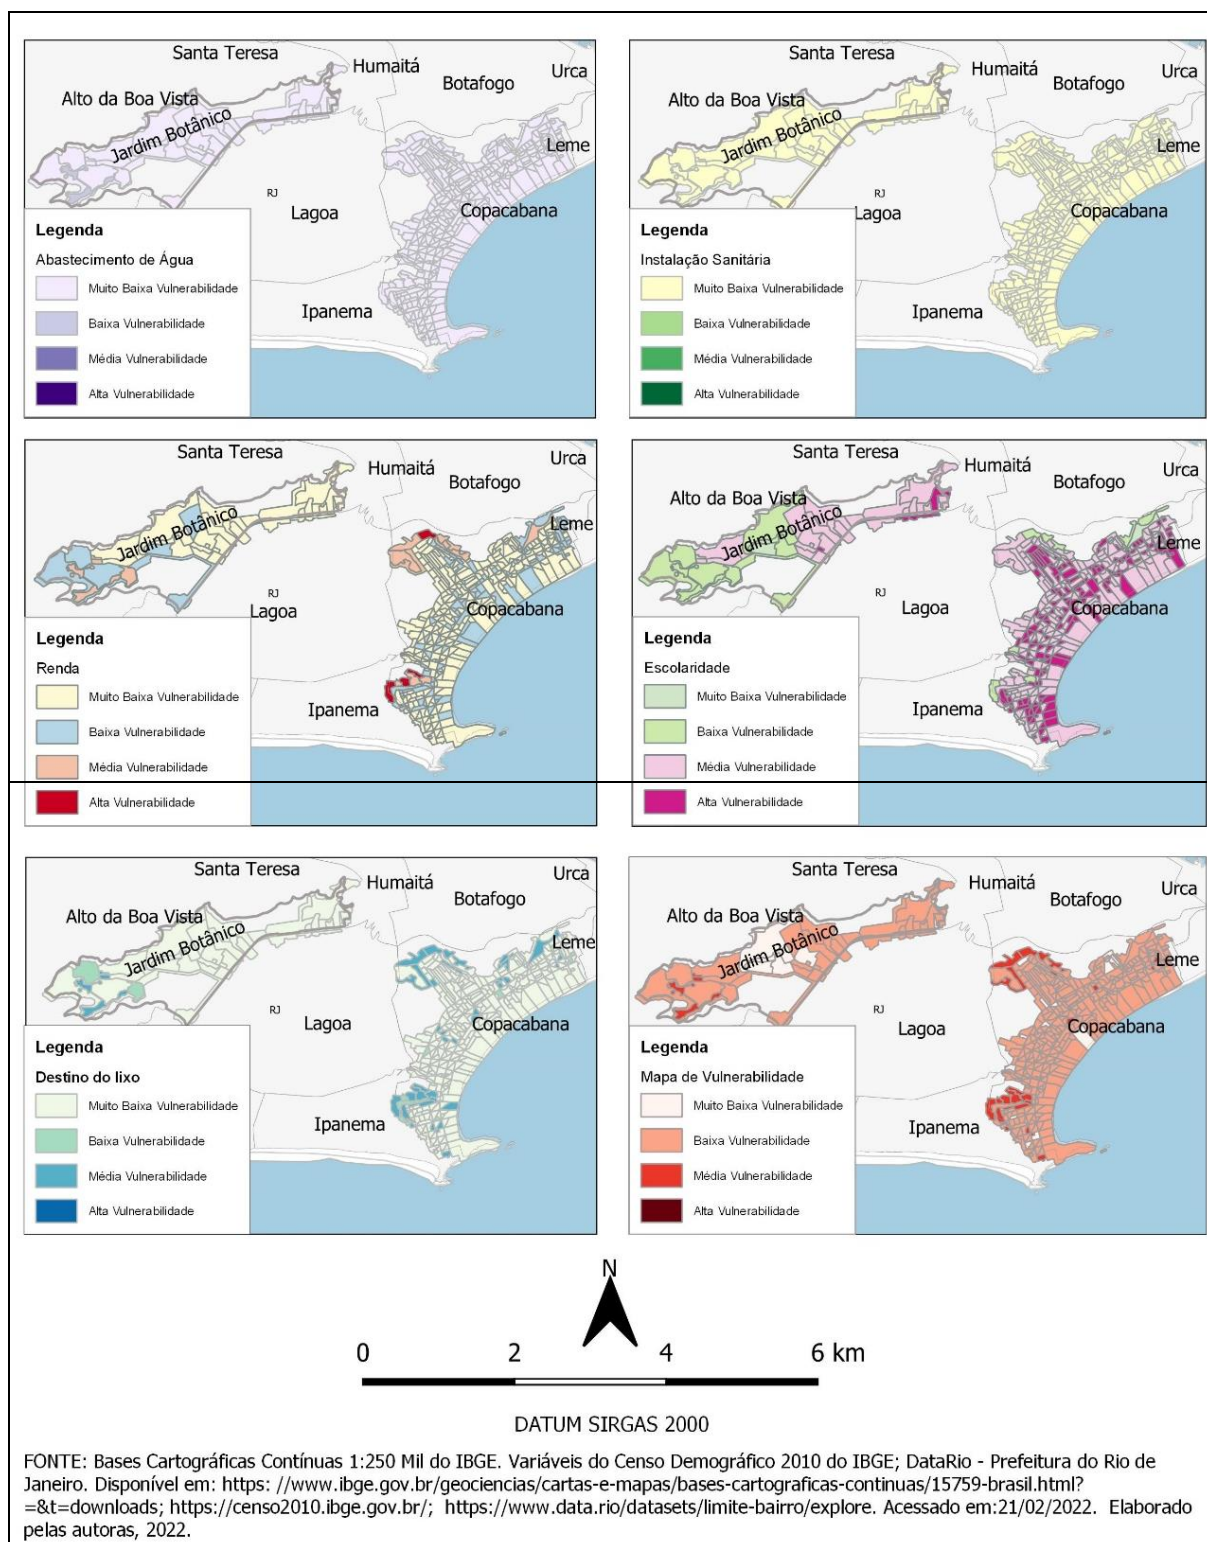 Santa Teresa
Humaitá
Urca
Botafogo
Alto da Boa Vista
Jardim Botânico
Leme
RJ
Lagoa
Copacabana
Ipanema
Legenda
Abastecimento de Água
Muito Baixa Vulnerabilidade
Baixa Vulnerabilidade
Média Vulnerabilidade
Alta Vulnerabilidade
Santa Teresa
Humaitá
Urca
Botafogo
Alto da Boa Vista
Jardim Botânico
Leme
RJ
Lagoa
Copacabana
Ipanema
Legenda
Instalação Sanitária
Muito Baixa Vulnerabilidade
Baixa Vulnerabilidade
Média Vulnerabilidade
Alta Vulnerabilidade
Santa Teresa
Humaitá
Urca
Botafogo
Jardim Botânico
Leme
RJ
Lagoa
Copacabana
Ipanema
Legenda
Renda
Muito Baixa Vulnerabilidade
Baixa Vulnerabilidade
Média Vulnerabilidade
Alta Vulnerabilidade
Santa Teresa
Humaitá
Urca
Botafogo
Alto da Boa Vista
Jardim Botânico
Leme
RJ
Lagoa
Copacabana
Ipanema
Legenda
Escolaridade
Muito Baixa Vulnerabilidade
Baixa Vulnerabilidade
Média Vulnerabilidade
Alta Vulnerabilidade
Santa Teresa
Humaitá
Urca
Botafogo
Alto da Boa Vista
Jardim Botânico
Leme
RJ
Lagoa
Copacabana
Ipanema
Legenda
Destino do lixo
Muito Baixa Vulnerabilidade
Baixa Vulnerabilidade
Média Vulnerabilidade
Alta Vulnerabilidade
Santa Teresa
Humaitá
Urca
Botafogo
Alto da Boa Vista
Jardim Botânico
Leme
RJ
Lagoa
Copacabana
Ipanema
Legenda
Mapa de Vulnerabilidade
Muito Baixa Vulnerabilidade
Baixa Vulnerabilidade
Média Vulnerabilidade
Alta Vulnerabilidade
N
0 2 4 6 km
DATUM SIRGAS 2000
FONTE: Bases Cartográficas Contínuas 1:250 Mil do IBGE. Variáveis do Censo Demográfico 2010 do IBGE; DataRio - Prefeitura do Rio de
Janeiro. Disponível em: https: //www.ibge.gov.br/geociencias/cartas-e-mapas/bases-cartograficas-continuas/15759-brasil.html?
=&t=downloads; https://censo2010.ibge.gov.br/; https://www.data.rio/datasets/limite-bairro/explore. Acessado em:21/02/2022. Elaborado
pelas autoras, 2022.